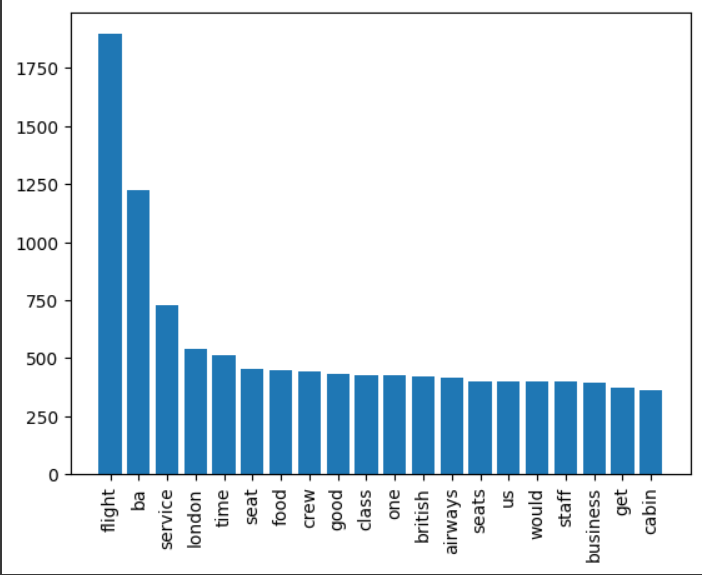 1750
1500
1250
1000
750
500
250
0
flight
ba
service
london
time
seat
food
crew
good
class
one
british
airways
seats
us
would
staff
business
get
cabin